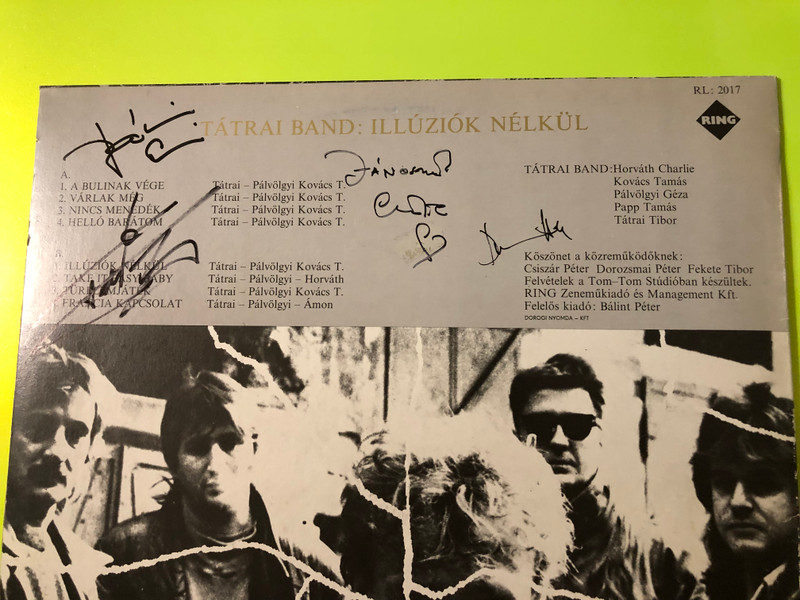 RL: 2017
RING
TÁTRAI BAND: ILLÚZIÓK NÉLKÜL
A.
1. A BULINAK VÉGE Tátrai – Pálvölgyi Kovács T.
2. VÁRLAK MÉG Tátrai – Pálvölgyi Kovács T.
3. NINCS MENEDÉK Tátrai – Pálvölgyi Kovács T.
4. HELLÓ BARÁTOM Tátrai – Pálvölgyi Kovács T.
ILLÚZIÓK NÉLKÜL Tátrai – Pálvölgyi Kovács T.
TAKE IT EASY BABY Tátrai – Pálvölgyi – Horváth
TÜRELMJÁTÉK Tátrai – Pálvölgyi Kovács T.
FRANCIA KAPCSOLAT Tátrai – Pálvölgyi – Ámon
JÁNOSNAK
TÁTRAI BAND: Horváth Charlie
Kovács Tamás
Pálvölgyi Géza
Papp Tamás
Tátrai Tibor
Köszönet a közreműködőknek:
Csiszár Péter Dorozsmai Péter Fekete Tibor
Felvételek a Tom–Tom Stúdióban készültek.
RING Zeneműkiadó és Management Kft.
Felelős kiadó: Bálint Péter
DOROGI NYOMDA – KFT